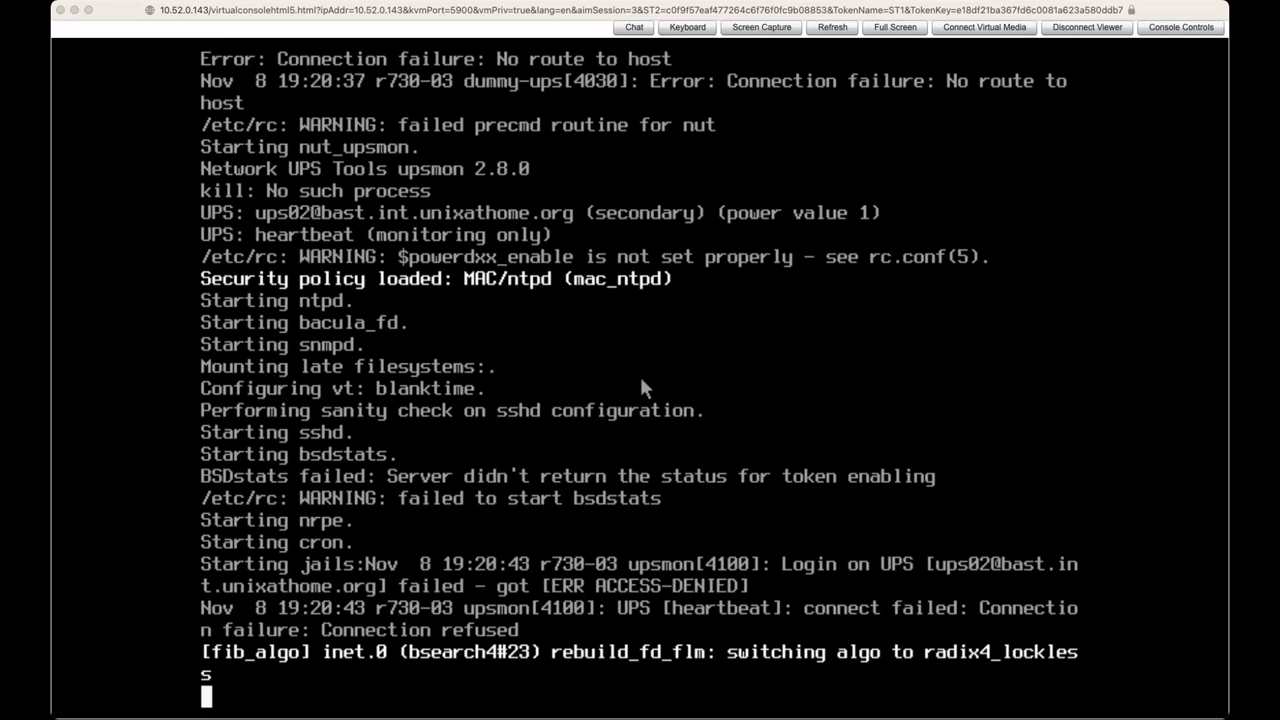 10.52.0.143/virtualconsolehtml5.html?ipAddr=10.52.0.143&kvmPort=5900&vmPriv=true&lang=en&aimSession=3&ST2=c0f9f57eaf477264c6f76f0fc9b08853&TokenName=ST1&TokenKey=e18df21ba367fd6c0081a623a580ddb7
Chat Keyboard Screen Capture Refresh Full Screen Connect Virtual Media Disconnect Viewer Console Controls
Error: Connection failure: No route to host
Nov  8 19:20:37 r730-03 dummy-ups[4030]: Error: Connection failure: No route to
host
/etc/rc: WARNING: failed precmd routine for nut
Starting nut_upsmon.
Network UPS Tools upsmon 2.8.0
kill: No such process
UPS: ups02@bast.int.unixathome.org (secondary) (power value 1)
UPS: heartbeat (monitoring only)
/etc/rc: WARNING: $powerdxx_enable is not set properly - see rc.conf(5).
Security policy loaded: MAC/ntpd (mac_ntpd)
Starting ntpd.
Starting bacula_fd.
Starting snmpd.
Mounting late filesystems:.
Configuring vt: blanktime.
Performing sanity check on sshd configuration.
Starting sshd.
Starting bsdstats.
BSDstats failed: Server didn't return the status for token enabling
/etc/rc: WARNING: failed to start bsdstats
Starting nrpe.
Starting cron.
Starting jails:Nov  8 19:20:43 r730-03 upsmon[4100]: Login on UPS [ups02@bast.in
t.unixathome.org] failed - got [ERR ACCESS-DENIED]
Nov  8 19:20:43 r730-03 upsmon[4100]: UPS [heartbeat]: connect failed: Connectio
n failure: Connection refused
[fib_algo] inet.0 (bsearch4#23) rebuild_fd_flm: switching algo to radix4_lockles
s